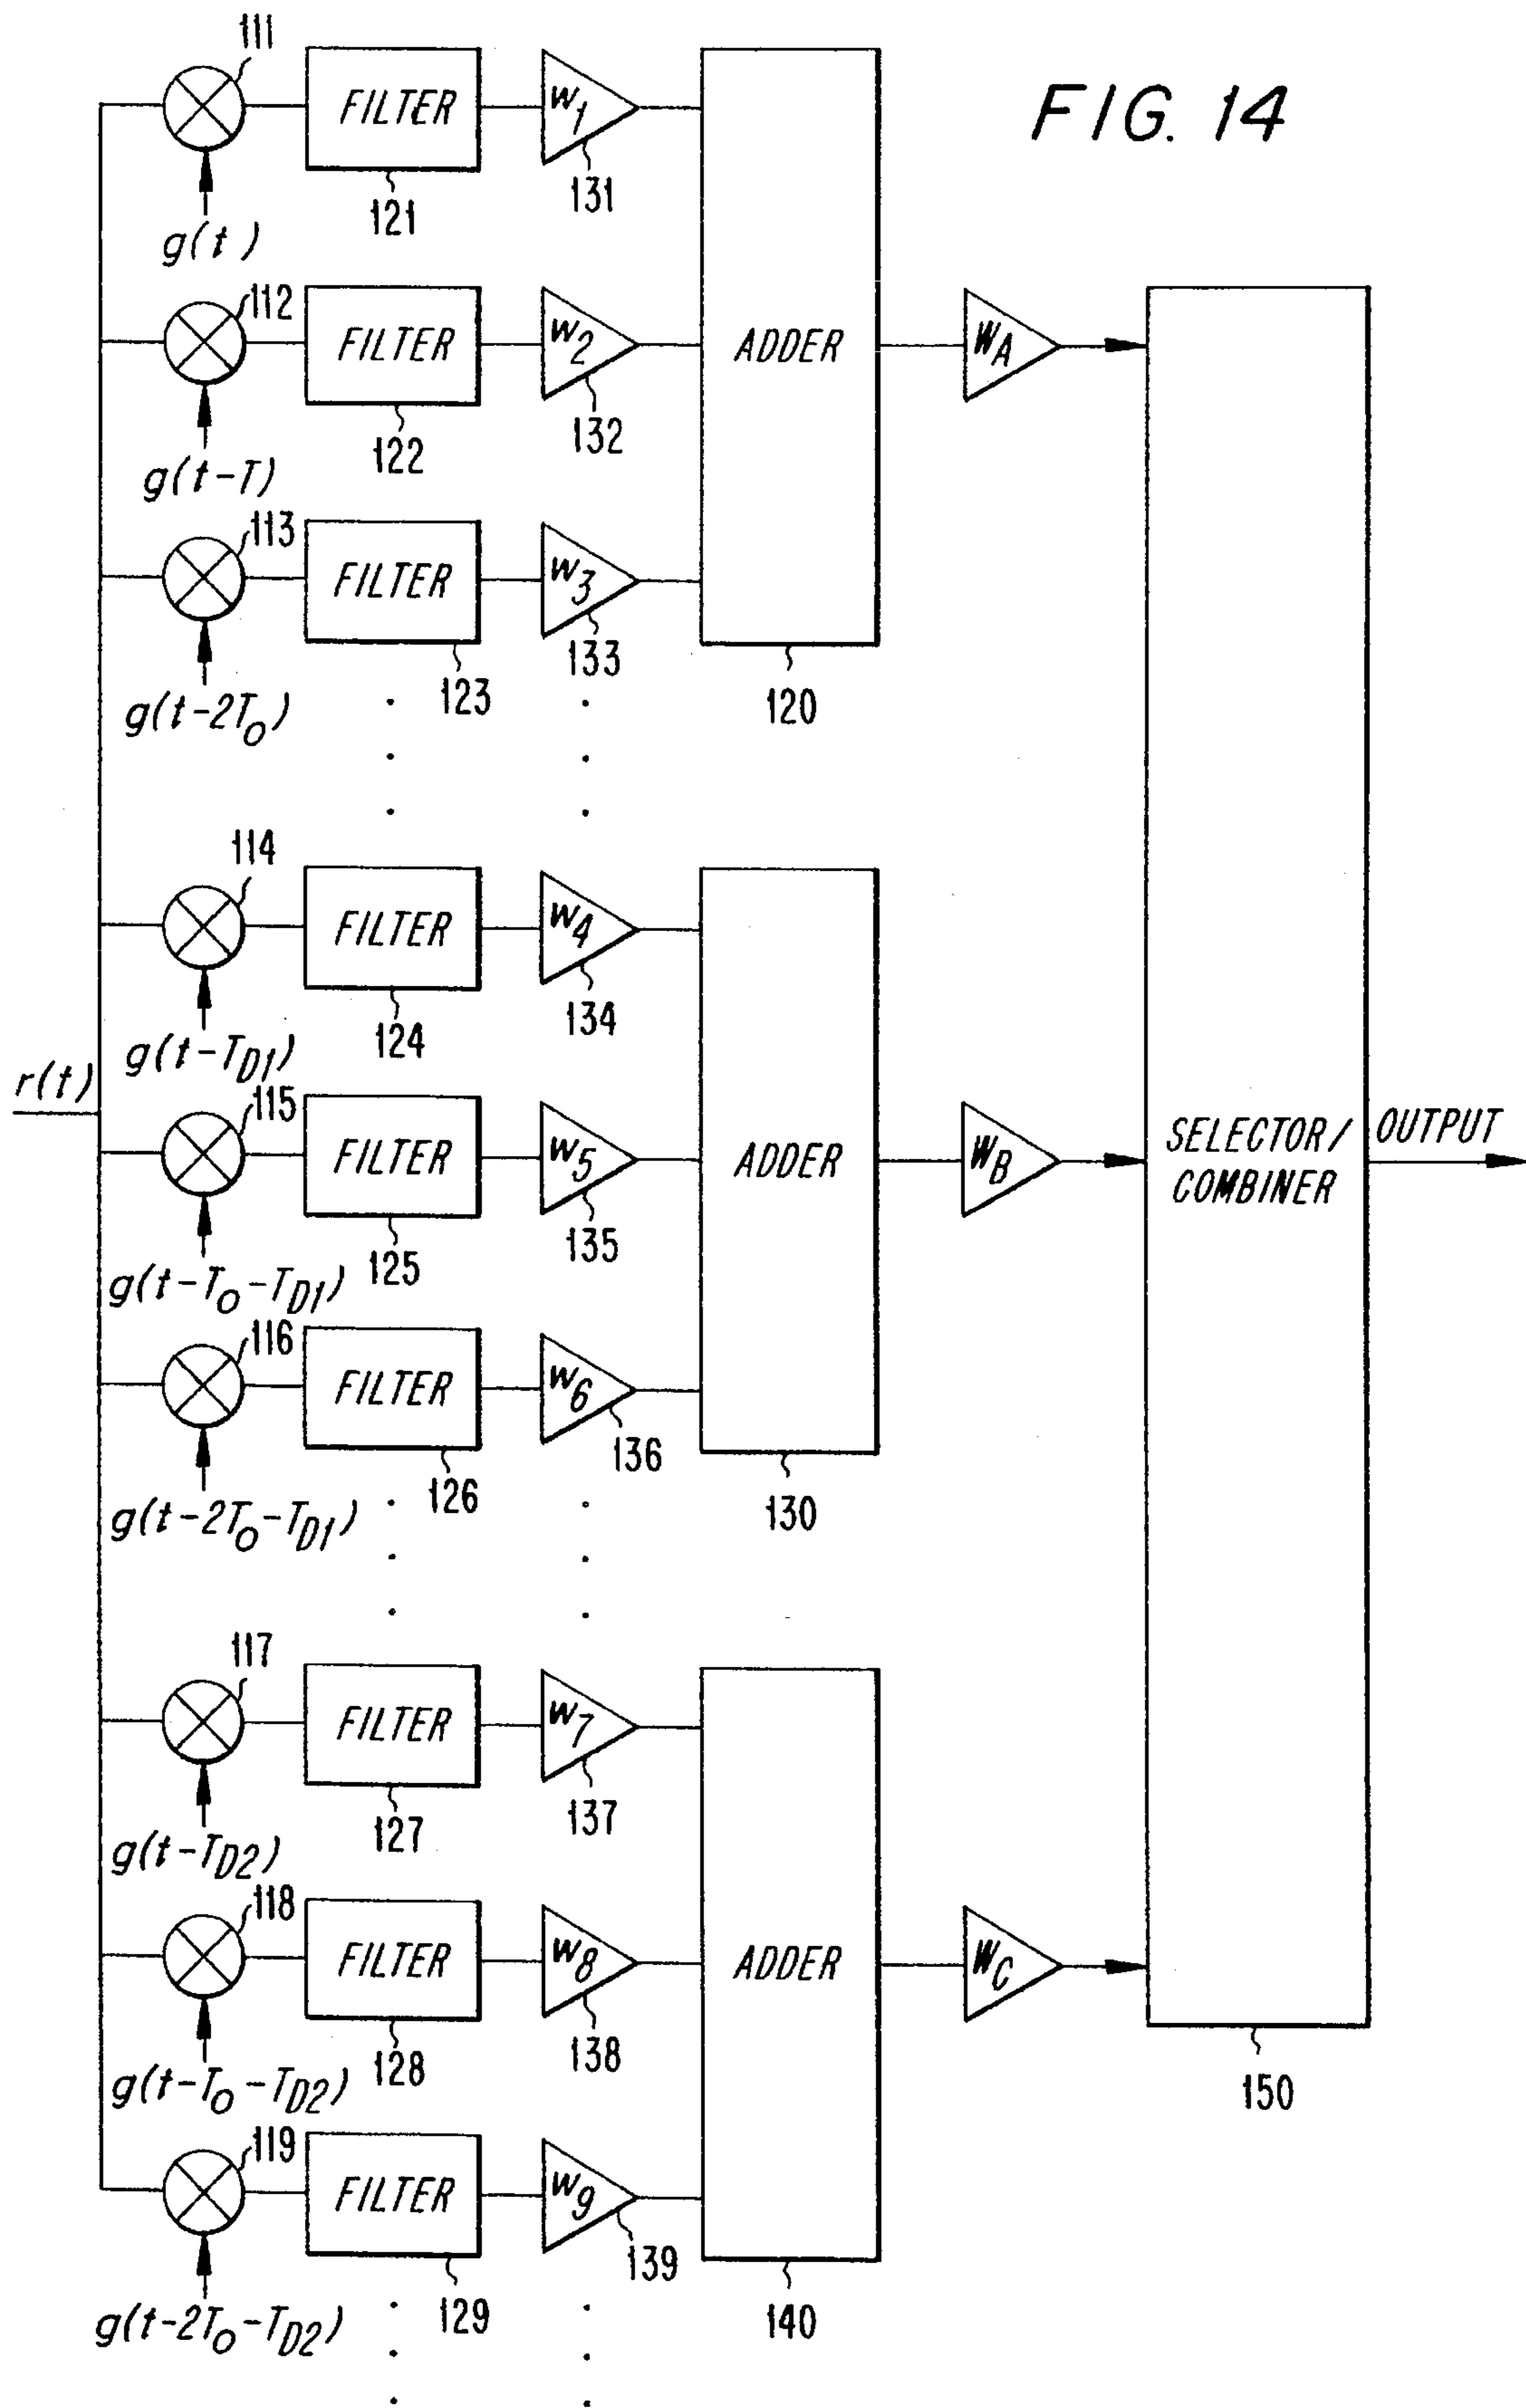 FIG. 14
111
FILTER
w1
131
121
g(t)
112
FILTER
w2
132
122
g(t-T)
ADDER
WA
113
FILTER
w3
133
123
120
g(t-2To)
114
FILTER
w4
134
124
g(t-TD1)
r(t)
115
FILTER
w5
135
125
g(t-To-TD1)
ADDER
WB
SELECTOR/
COMBINER
OUTPUT
116
FILTER
w6
136
126
130
g(t-2To-TD1)
117
FILTER
w7
137
127
g(t-TD2)
118
FILTER
w8
138
128
g(t-To-TD2)
ADDER
WC
150
119
FILTER
w9
139
129
140
g(t-2To-TD2)